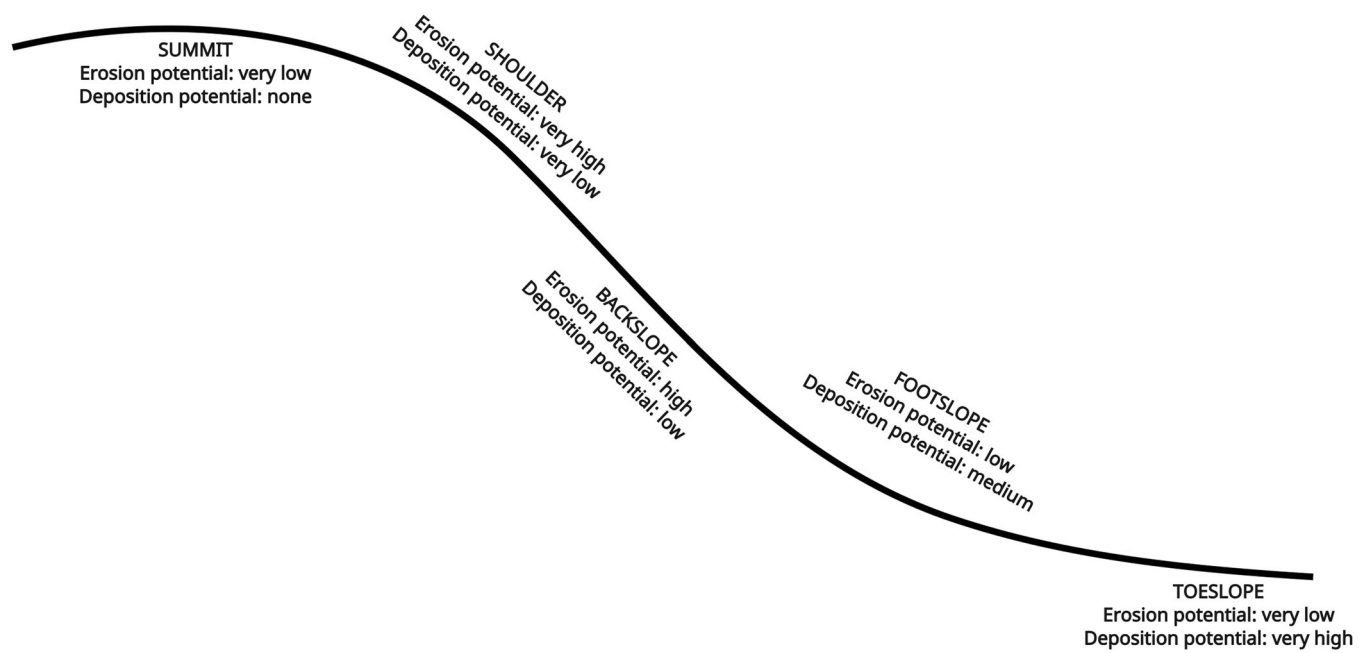 SUMMIT
Erosion potential: very low
Deposition potential: none
SHOULDER
Erosion potential: very high
Deposition potential: very low
BACKSLOPE
Erosion potential: high
Deposition potential: low
FOOTSLOPE
Erosion potential: low
Deposition potential: medium
TOESLOPE
Erosion potential: very low
Deposition potential: very high